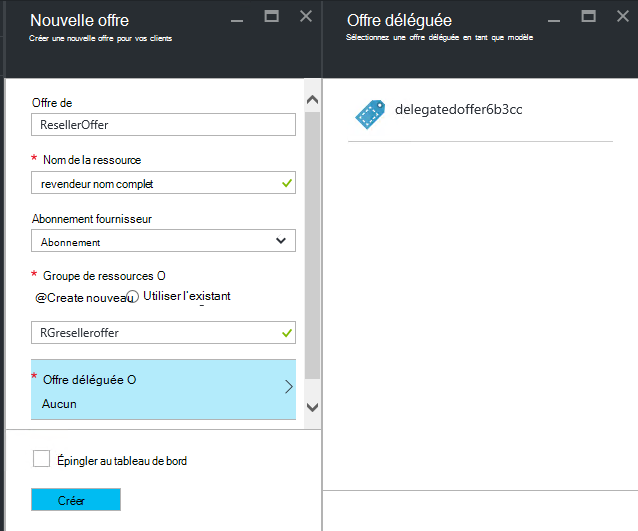 Nouvelle offre
Créer une nouvelle offre pour vos clients
Offre de
ResellerOffer
* Nom de la ressource
revendeur nom complet
Abonnement fournisseur
Abonnement
* Groupe de ressources O
@Create nouveau Utiliser l'existant
RGreselleroffer
* Offre déléguée O
Aucun
Épingler au tableau de bord
Créer
Offre déléguée
Sélectionnez une offre déléguée en tant que modèle
delegatedoffer6b3cc